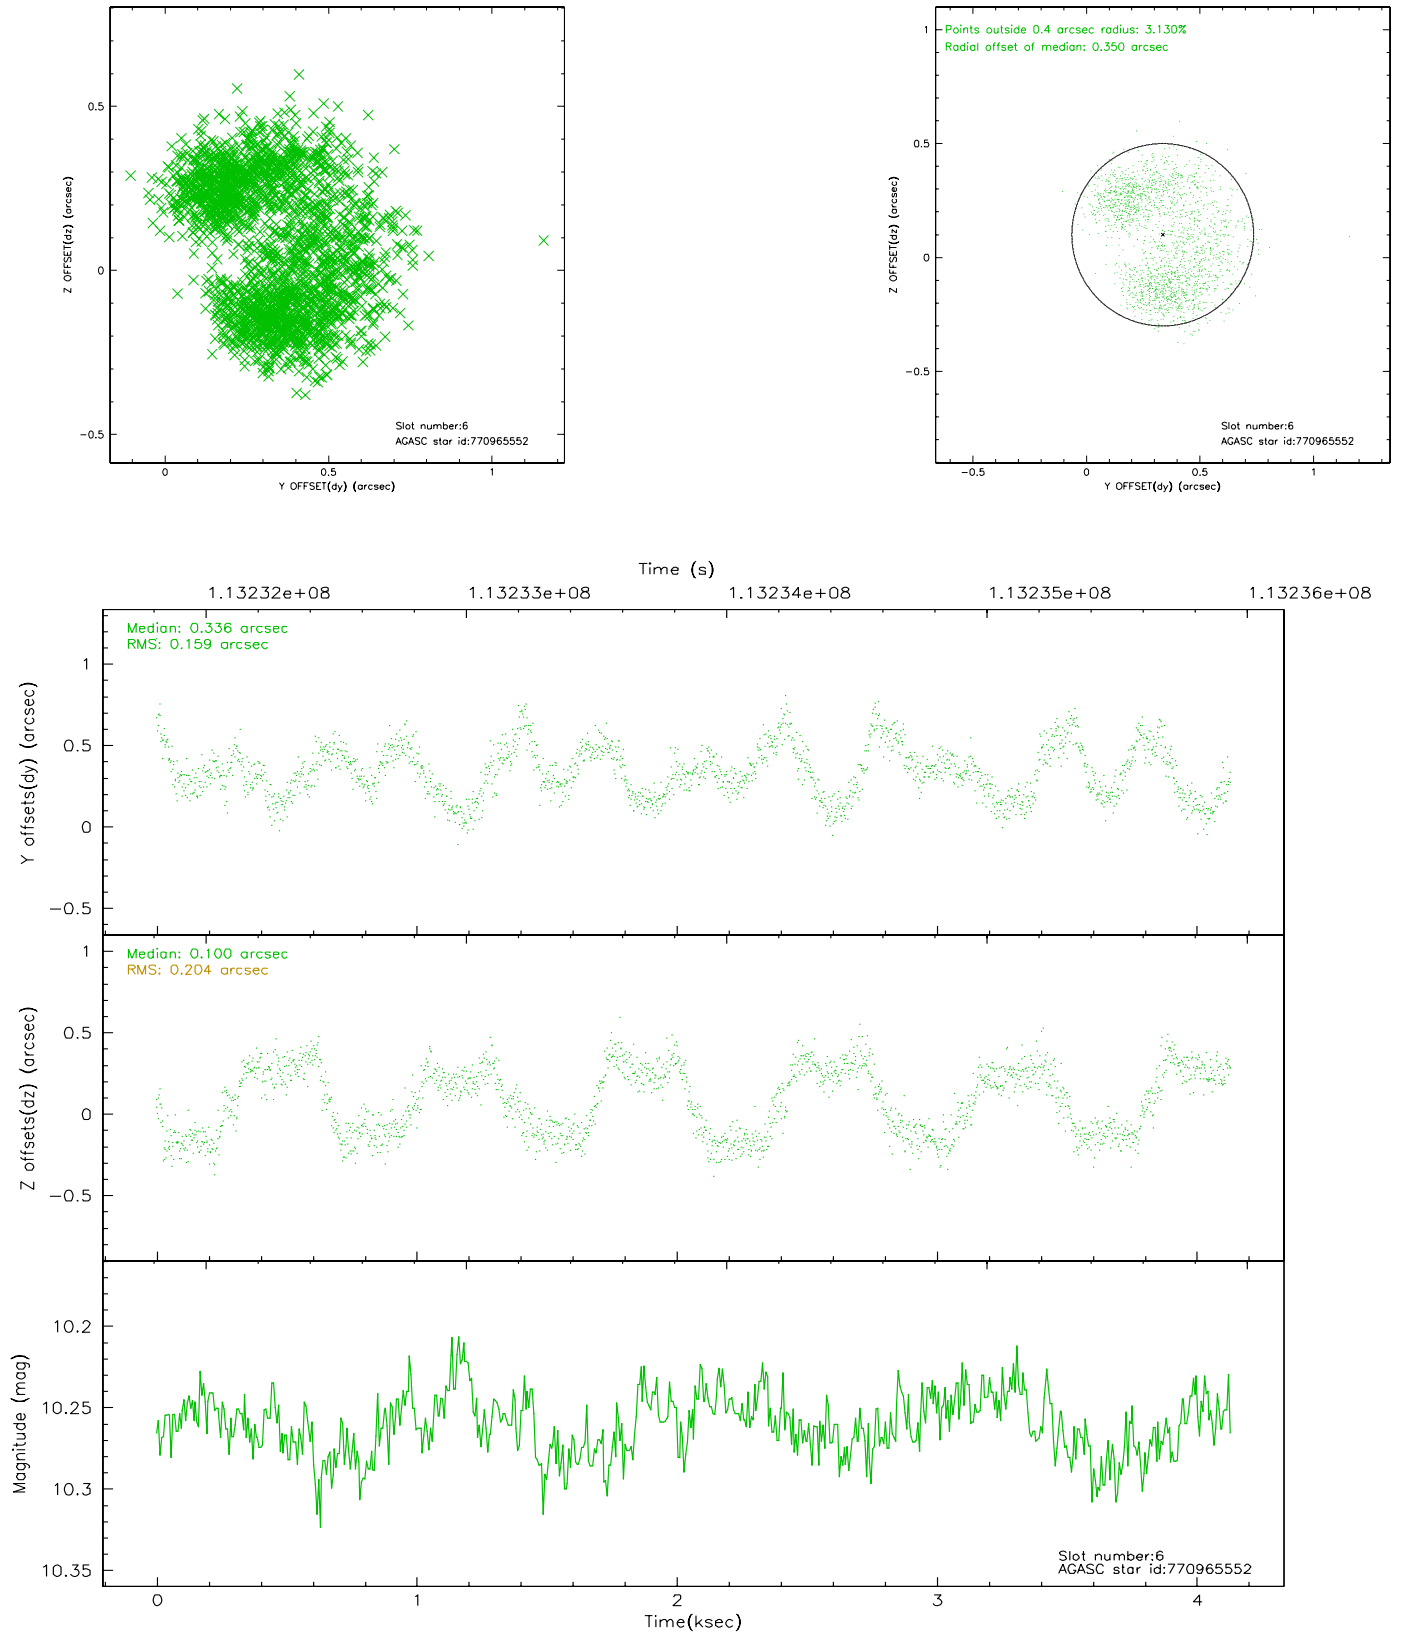 0.5
0
−0.5
Z OFFSET(dz) (arcsec)
Slot number:6
AGASC star id:770965552
0
0.5
1
Y OFFSET(dy) (arcsec)
Points outside 0.4 arcsec radius: 3.130%
Radial offset of median: 0.350 arcsec
1
0.5
0
−0.5
Z OFFSET(dz) (arcsec)
Slot number:6
AGASC star id:770965552
−0.5
0
0.5
1
Y OFFSET(dy) (arcsec)
Time (s)
1.13232e+08
1.13233e+08
1.13234e+08
1.13235e+08
1.13236e+08
Median: 0.336 arcsec
RMS: 0.159 arcsec
1
0.5
0
−0.5
Y offsets(dy) (arcsec)
Median: 0.100 arcsec
RMS: 0.204 arcsec
1
0.5
0
−0.5
Z offsets(dz) (arcsec)
10.2
10.25
10.3
10.35
Magnitude (mag)
Slot number:6
AGASC star id:770965552
0
1
2
3
4
Time(ksec)